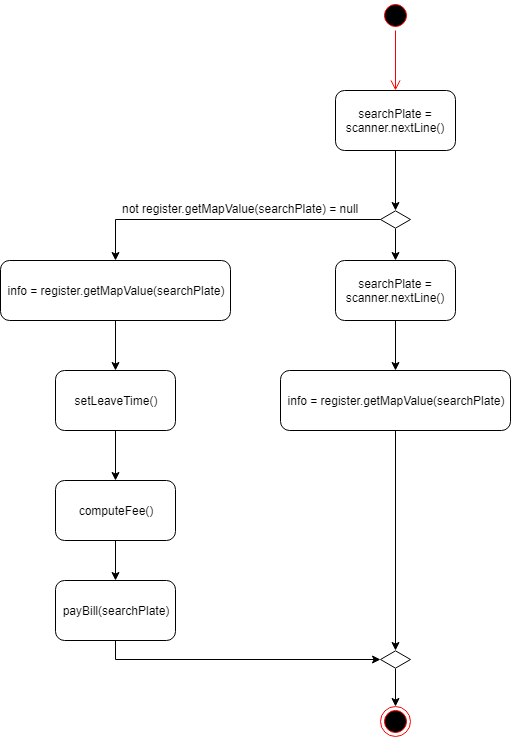 searchPlate =
scanner.nextLine()
not register.getMapValue(searchPlate) = null
info = register.getMapValue(searchPlate)
searchPlate =
scanner.nextLine()
setLeaveTime()
info = register.getMapValue(searchPlate)
computeFee()
payBill(searchPlate)